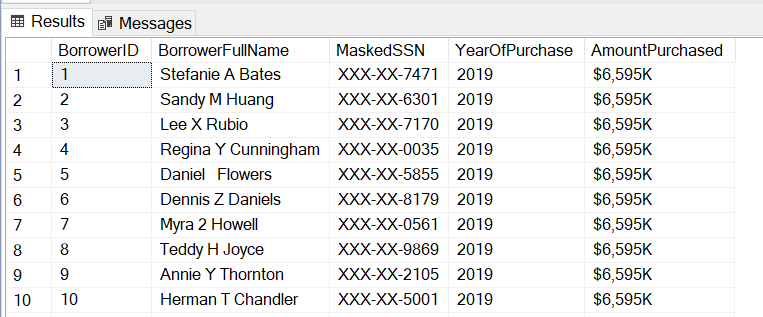 Results Messages
BorrowerID BorrowerFullName MaskedSSN YearOfPurchase AmountPurchased
1 1 Stefanie A Bates XXX-XX-7471 2019 $6,595K
2 2 Sandy M Huang XXX-XX-6301 2019 $6,595K
3 3 Lee X Rubio XXX-XX-7170 2019 $6,595K
4 4 Regina Y Cunningham XXX-XX-0035 2019 $6,595K
5 5 Daniel   Flowers XXX-XX-5855 2019 $6,595K
6 6 Dennis Z Daniels XXX-XX-8179 2019 $6,595K
7 7 Myra 2 Howell XXX-XX-0561 2019 $6,595K
8 8 Teddy H Joyce XXX-XX-9869 2019 $6,595K
9 9 Annie Y Thornton XXX-XX-2105 2019 $6,595K
10 10 Herman T Chandler XXX-XX-5001 2019 $6,595K